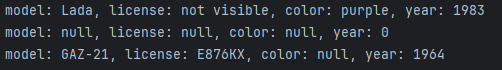 model: Lada, license: not visible, color: purple, year: 1983
model: null, license: null, color: null, year: 0
model: GAZ-21, license: E876KX, color: null, year: 1964